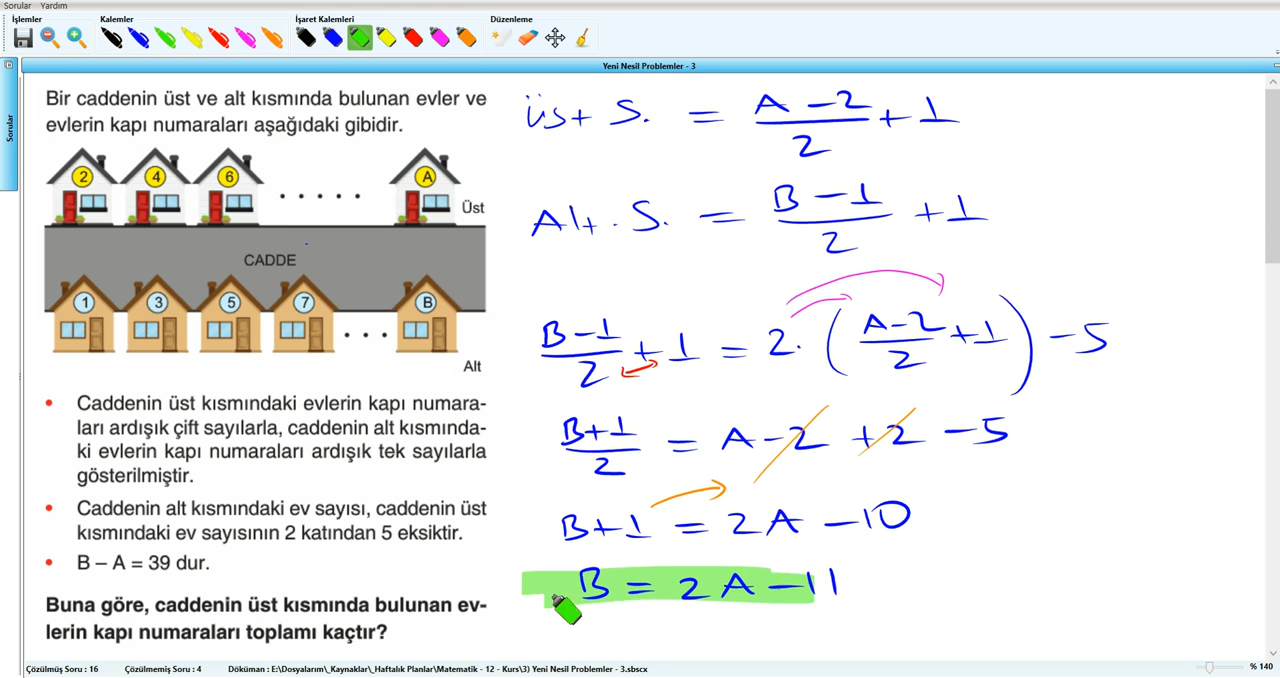 Sorular Yardım
İşlemler Kalemler İşaret Kalemleri Düzenleme
Yeni Nesil Problemler - 3
Sorular
Bir caddenin üst ve alt kısmında bulunan evler ve
evlerin kapı numaraları aşağıdaki gibidir.
2 4 6 A
Üst
CADDE
1 3 5 7 B
Alt
• Caddenin üst kısmındaki evlerin kapı numara-
ları ardışık çift sayılarla, caddenin alt kısmında-
ki evlerin kapı numaraları ardışık tek sayılarla
gösterilmiştir.
• Caddenin alt kısmındaki ev sayısı, caddenin üst
kısmındaki ev sayısının 2 katından 5 eksiktir.
• B – A = 39 dur.
Buna göre, caddenin üst kısmında bulunan ev-
lerin kapı numaraları toplamı kaçtır?
üst S. = (A-2)/2 + 1
Alt. S. = (B-1)/2 + 1
(B-1)/2 + 1 = 2. ((A-2)/2 + 1) - 5
(B+1)/2 = A - 2 + 2 - 5
B+1 = 2A - 10
B = 2A - 11
Çözülmüş Soru : 16 Çözülmemiş Soru : 4 Döküman : E:\Dosyalarım\_Kaynaklar\_Haftalık Planlar\Matematik - 12 - Kurs\3) Yeni Nesil Problemler - 3.sbscx % 140